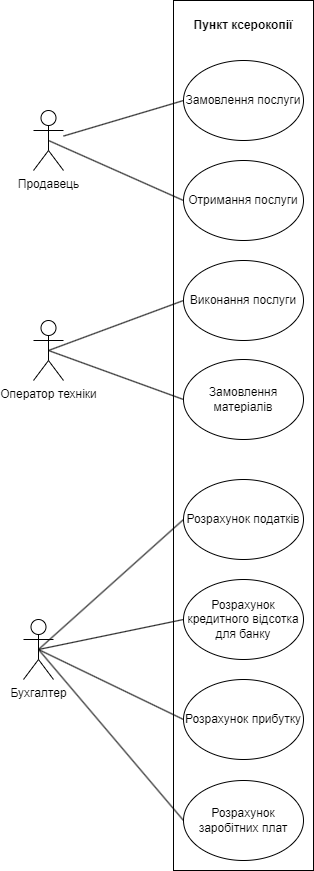 Пункт ксерокопії
Замовлення послуги
Продавець
Отримання послуги
Виконання послуги
Оператор техніки
Замовлення
матеріалів
Розрахунок податків
Розрахунок
кредитного відсотка
для банку
Бухгалтер
Розрахунок прибутку
Розрахунок
заробітних плат